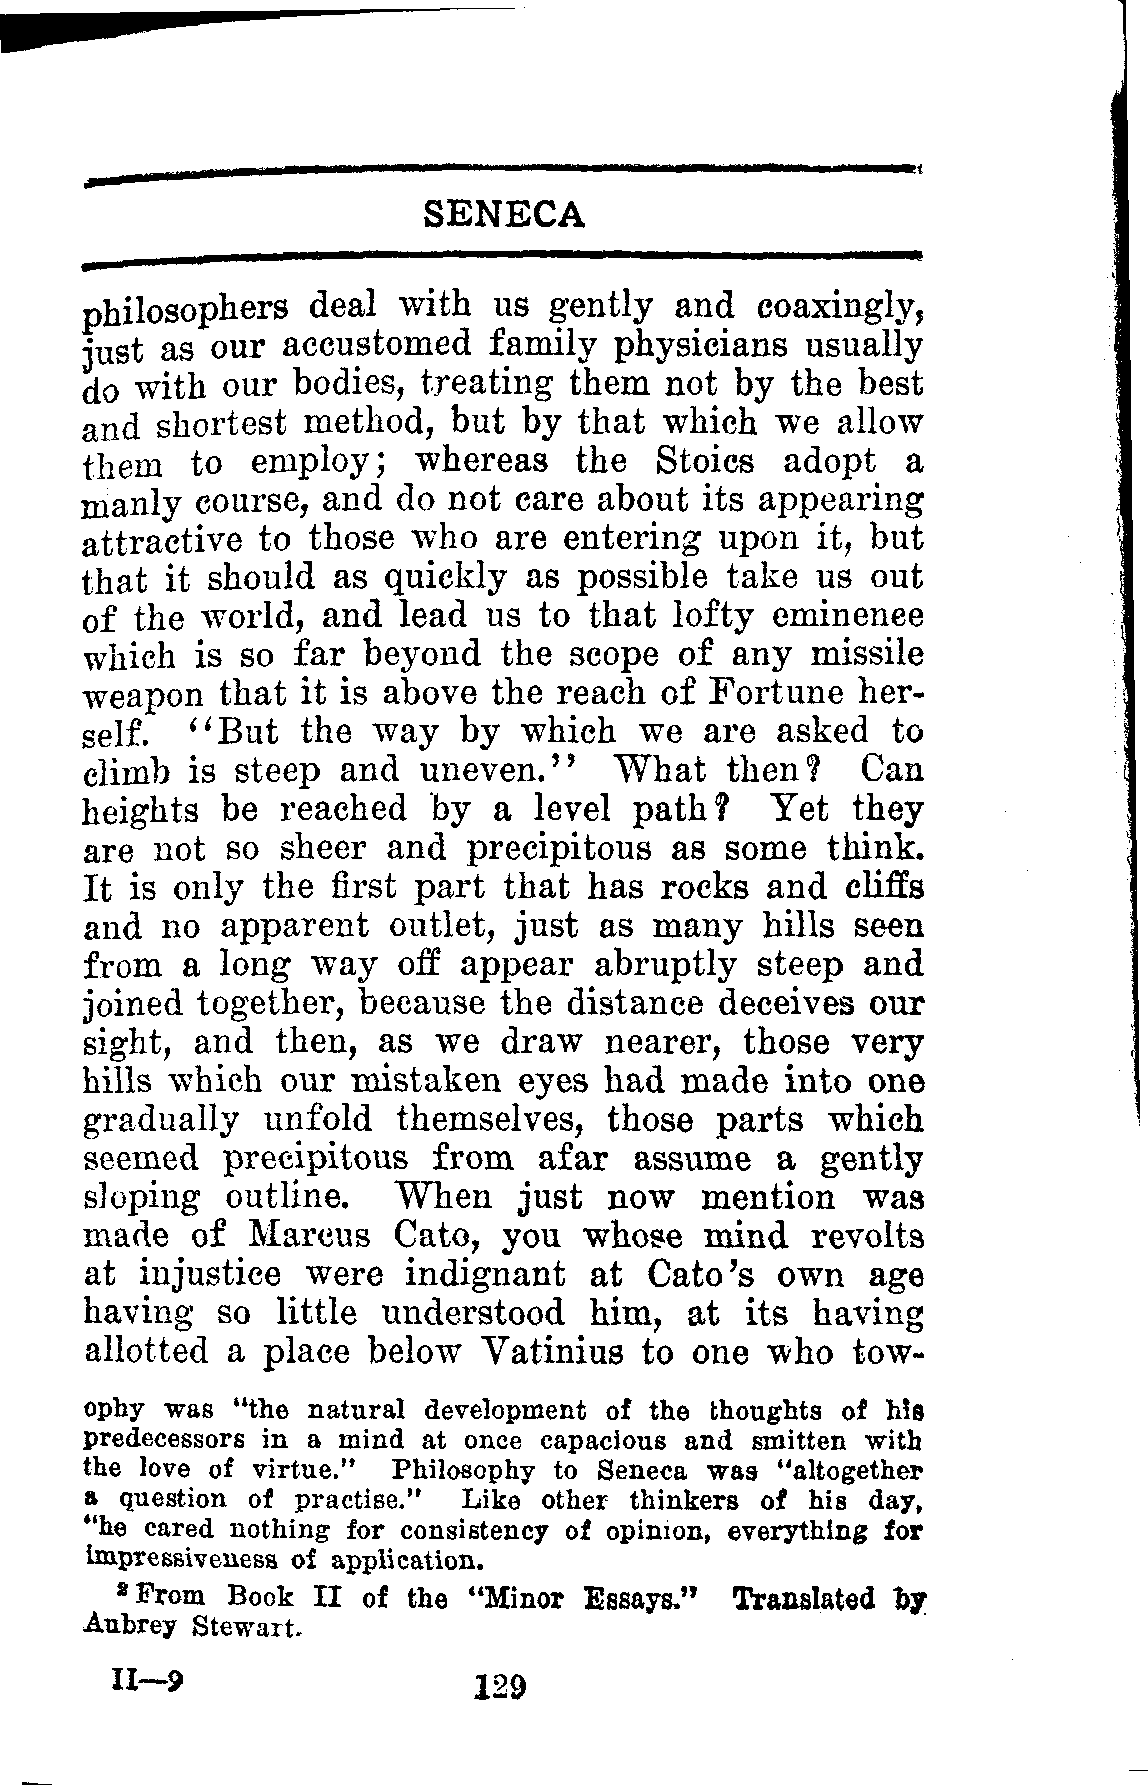 SENECA
philosophers deal with us gently and coaxingly,
just as our accustomed family physicians usually
do with our bodies, treating them not by the best
and shortest method, but by that which we allow
them to employ; whereas the Stoics adopt a
manly course, and do not care about its appearing
attractive to those who are entering upon it, but
that it should as quickly as possible take us out
of the world, and lead us to that lofty eminence
which is so far beyond the scope of any missile
weapon that it is above the reach of Fortune her-
self. "But the way by which we are asked to
climb is steep and uneven." What then? Can
heights be reached by a level path? Yet they
are not so sheer and precipitous as some think.
It is only the first part that has rocks and cliffs
and no apparent outlet, just as many hills seen
from a long way off appear abruptly steep and
joined together, because the distance deceives our
sight, and then, as we draw nearer, those very
hills which our mistaken eyes had made into one
gradually unfold themselves, those parts which
seemed precipitous from afar assume a gently
sloping outline. When just now mention was
made of Marcus Cato, you whose mind revolts
at injustice were indignant at Cato's own age
having so little understood him, at its having
allotted a place below Vatinius to one who tow-
ophy was "the natural development of the thoughts of his
predecessors in a mind at once capacious and smitten with
the love of virtue." Philosophy to Seneca was "altogether
a question of practise." Like other thinkers of his day,
"he cared nothing for consistency of opinion, everything for
impressiveness of application.
² From Book II of the "Minor Essays." Translated by
Aubrey Stewart.
II—9 129